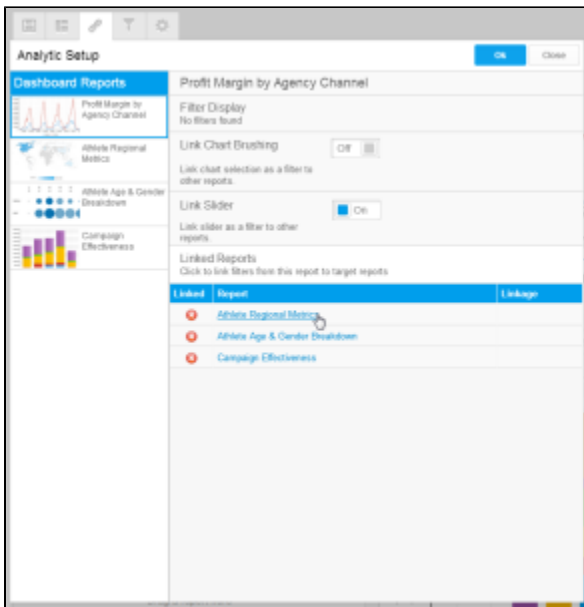 Analytic Setup
Ok
Close
Dashboard Reports
Profit Margin by
Agency Channel
Athlete Regional
Metrics
Athlete Age & Gender
Breakdown
Campaign
Effectiveness
Profit Margin by Agency Channel
Filter Display
No filters found
Link Chart Brushing
Off
Link chart selection as a filter to
other reports.
Link Slider
On
Link slider as a filter to other
reports.
Linked Reports
Click to link filters from this report to target reports
Linked Report Linkage
Athlete Regional Metrics
Athlete Age & Gender Breakdown
Campaign Effectiveness